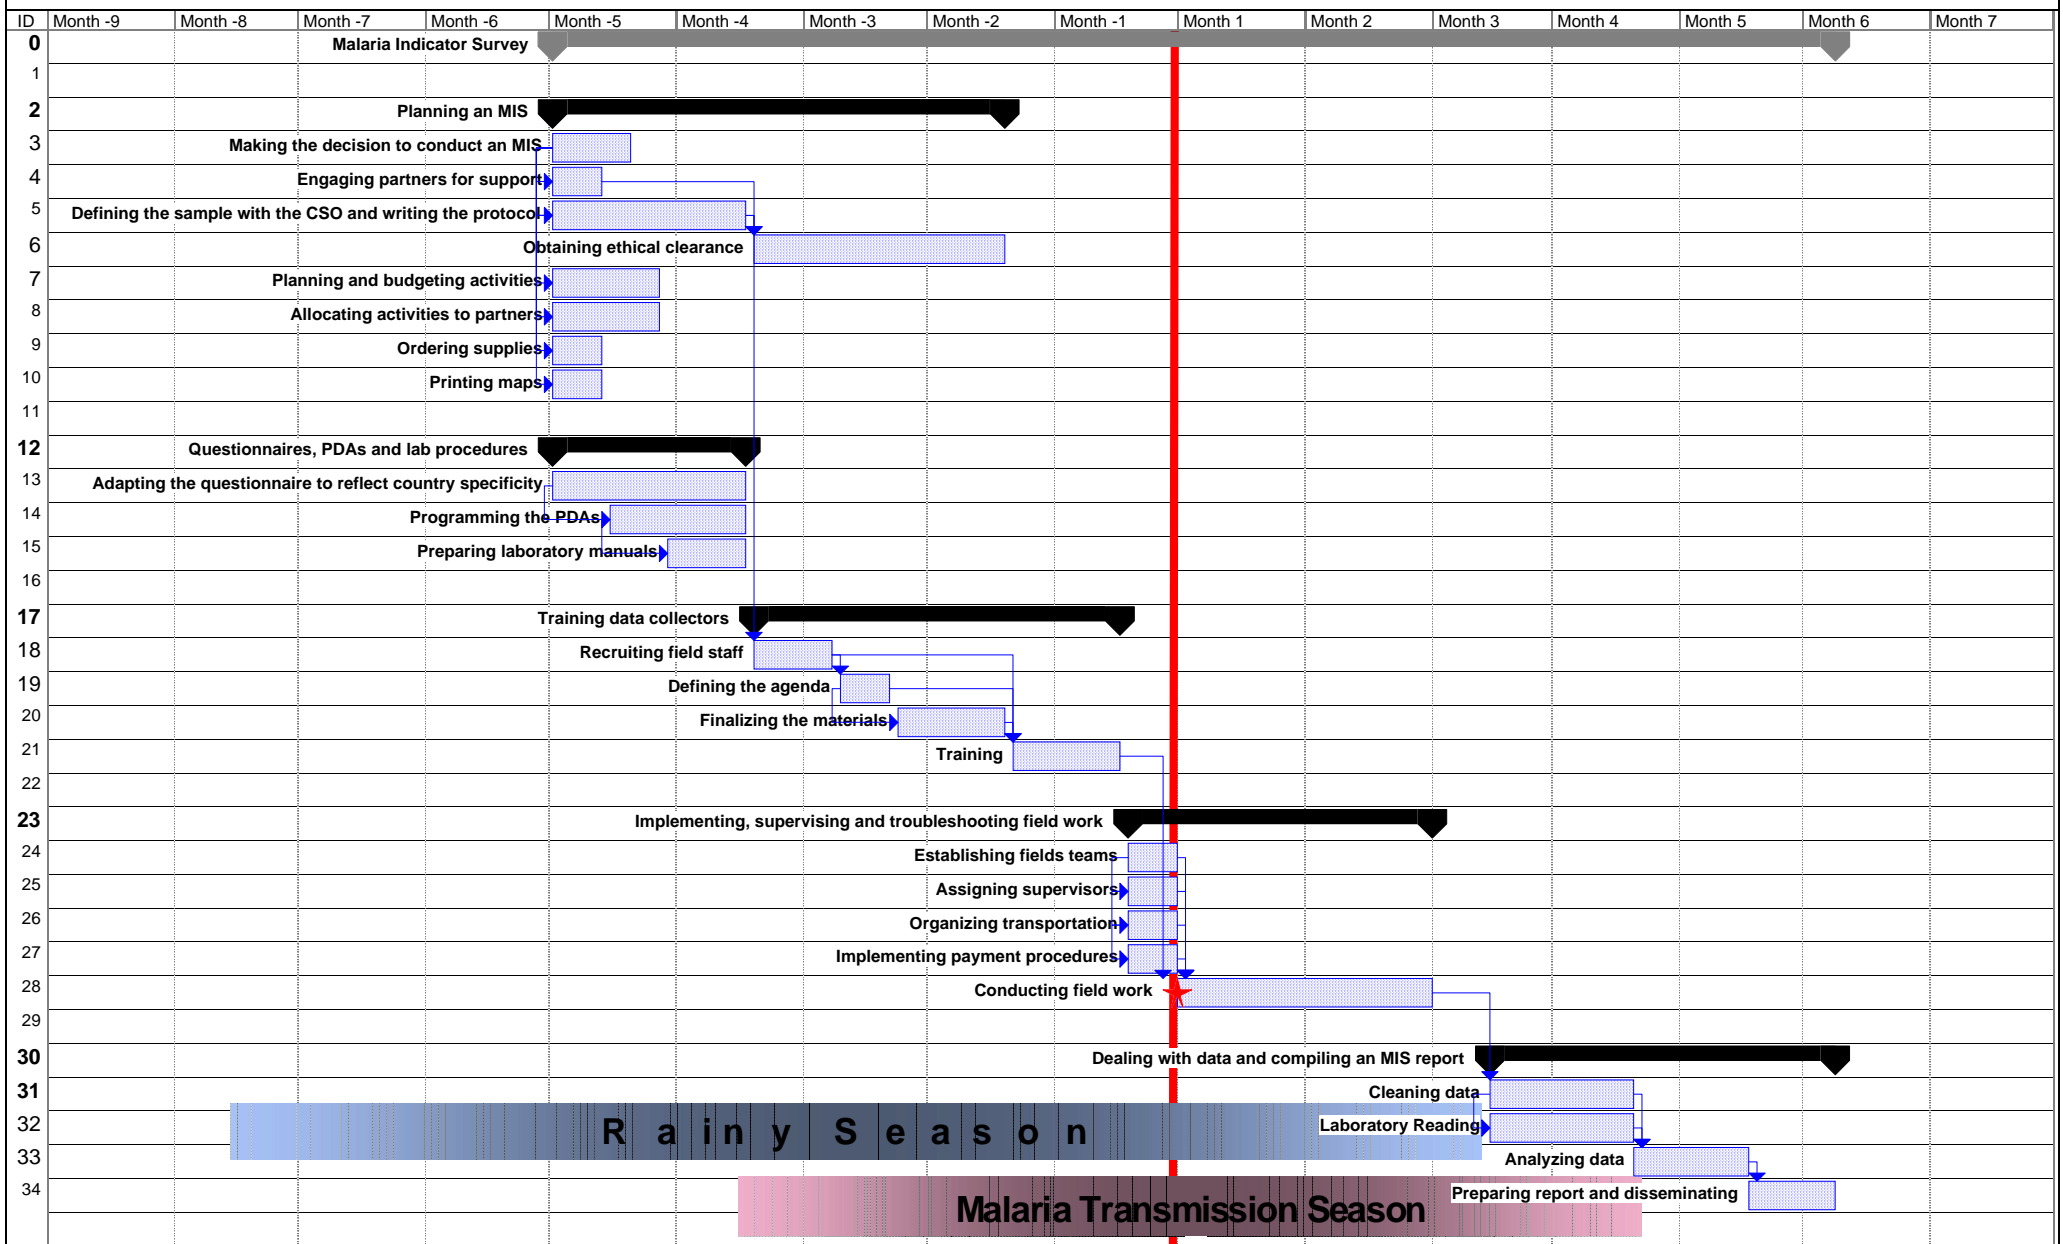 ID Month -9 Month -8 Month -7 Month -6 Month -5 Month -4 Month -3 Month -2 Month -1 Month 1 Month 2 Month 3 Month 4 Month 5 Month 6 Month 7
0 Malaria Indicator Survey
1
2 Planning an MIS
3 Making the decision to conduct an MIS
4 Engaging partners for support
5 Defining the sample with the CSO and writing the protocol
6 Obtaining ethical clearance
7 Planning and budgeting activities
8 Allocating activities to partners
9 Ordering supplies
10 Printing maps
11
12 Questionnaires, PDAs and lab procedures
13 Adapting the questionnaire to reflect country specificity
14 Programming the PDAs
15 Preparing laboratory manuals
16
17 Training data collectors
18 Recruiting field staff
19 Defining the agenda
20 Finalizing the materials
21 Training
22
23 Implementing, supervising and troubleshooting field work
24 Establishing fields teams
25 Assigning supervisors
26 Organizing transportation
27 Implementing payment procedures
28 Conducting field work
29
30 Dealing with data and compiling an MIS report
31 Cleaning data
32 Rainy Season Laboratory Reading
33 Analyzing data
34 Preparing report and disseminating
Malaria Transmission Season